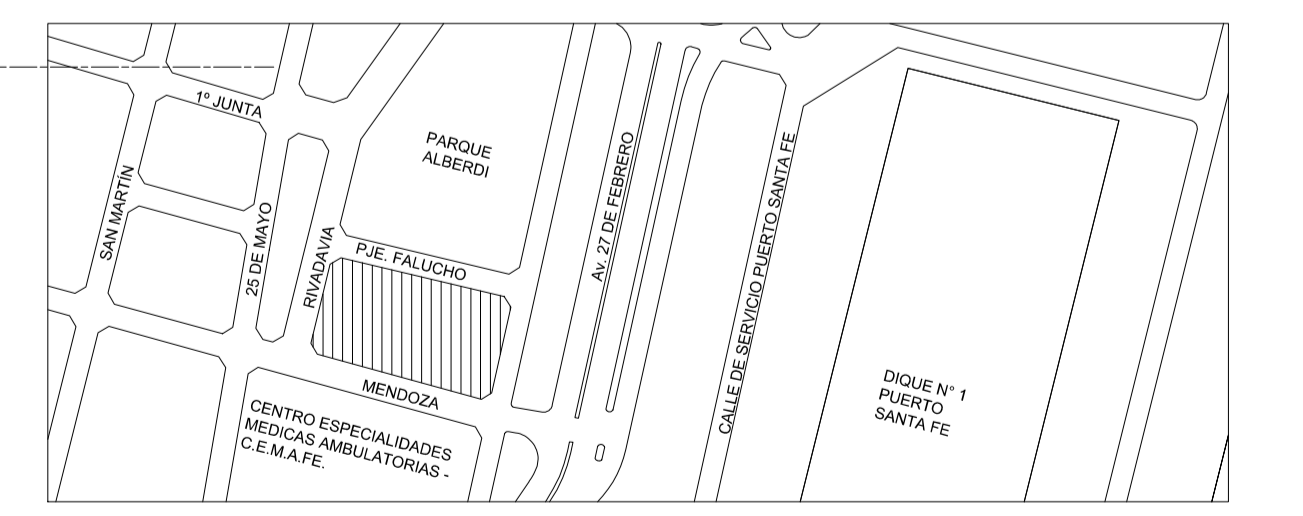 1º JUNTA
SAN MARTÍN
25 DE MAYO
RIVADAVIA
PARQUE
ALBERDI
PJE. FALUCHO
MENDOZA
CENTRO ESPECIALIDADES
MEDICAS AMBULATORIAS -
C.E.M.A.FE.
Av. 27 DE FEBRERO
CALLE DE SERVICIO PUERTO SANTA FE
DIQUE N° 1
PUERTO
SANTA FE